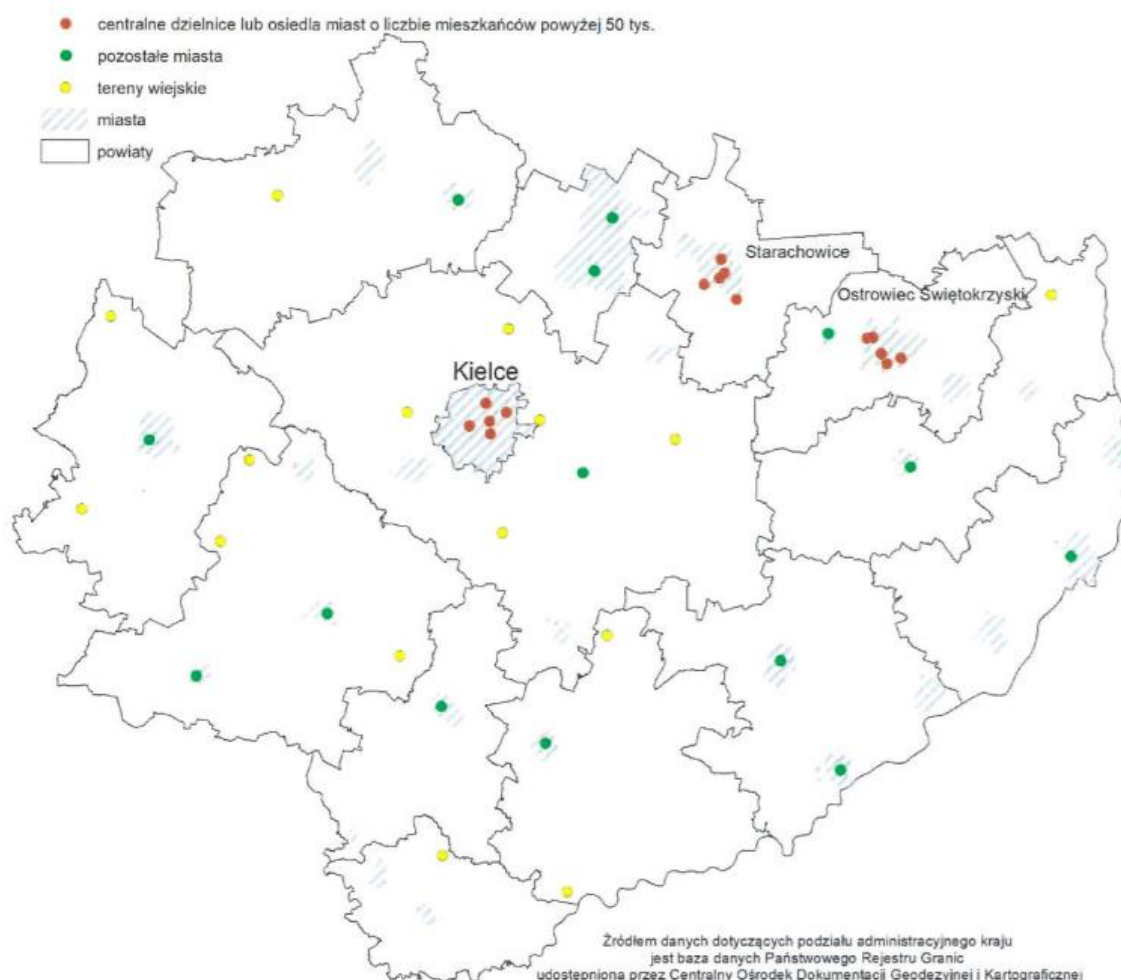 centralne dzielnice lub osiedla miast o liczbie mieszkańców powyżej 50 tys.
pozostałe miasta
tereny wiejskie
miasta
powiaty
Starachowice
Ostrowiec Świętokrzyski
Kielce
Źródłem danych dotyczących podziału administracyjnego kraju
jest baza danych Państwowego Rejestru Granic
udostępniona przez Centralny Ośrodek Dokumentacji Geodezyjnej i Kartograficznej